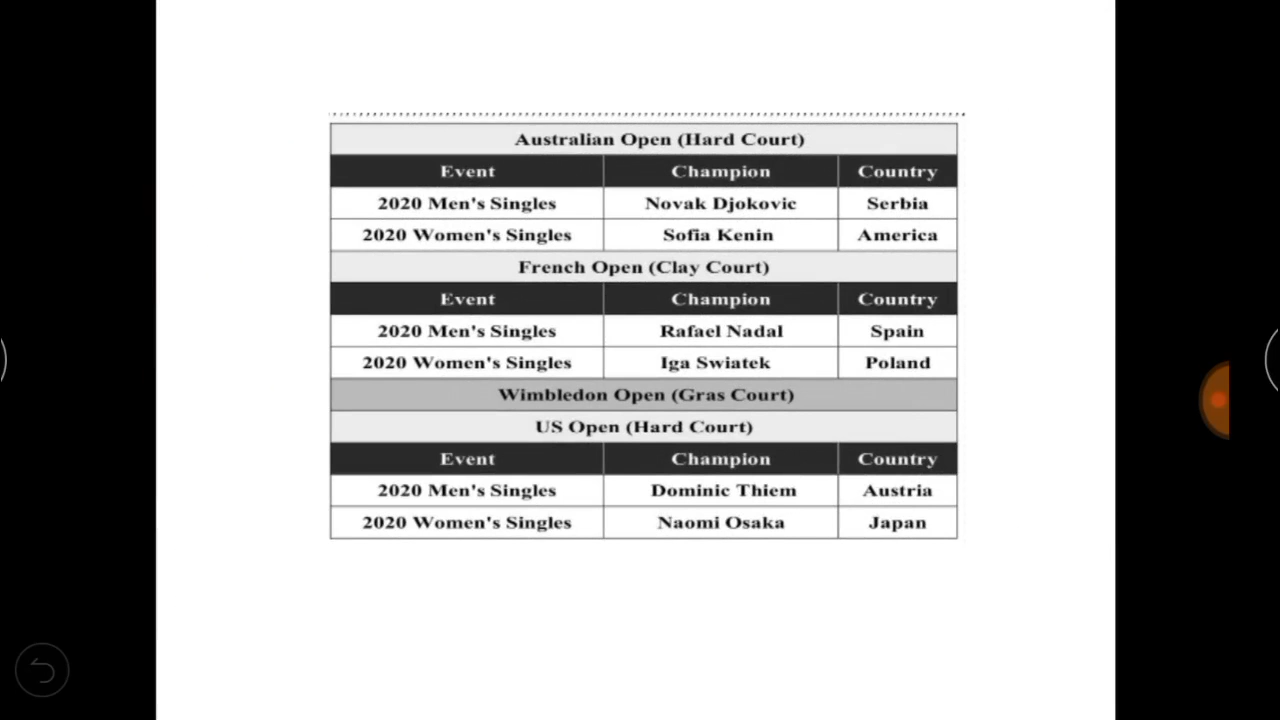 Australian Open (Hard Court)
Event Champion Country
2020 Men's Singles Novak Djokovic Serbia
2020 Women's Singles Sofia Kenin America
French Open (Clay Court)
Event Champion Country
2020 Men's Singles Rafael Nadal Spain
2020 Women's Singles Iga Swiatek Poland
Wimbledon Open (Gras Court)
US Open (Hard Court)
Event Champion Country
2020 Men's Singles Dominic Thiem Austria
2020 Women's Singles Naomi Osaka Japan